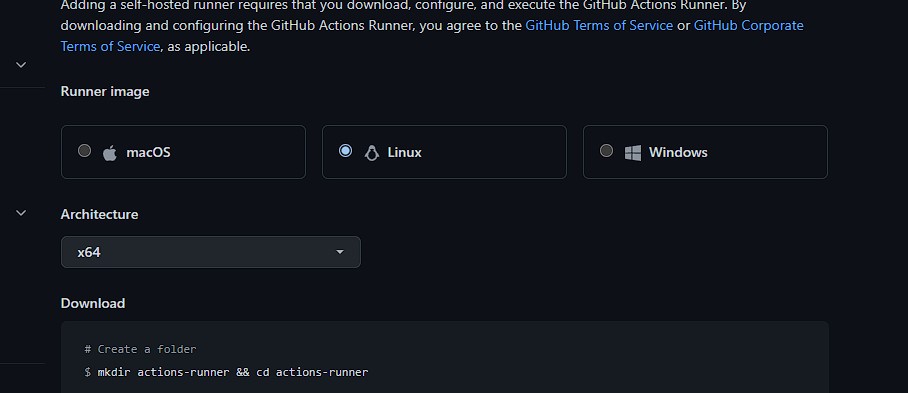 Adding a self-hosted runner requires that you download, configure, and execute the GitHub Actions Runner. By
downloading and configuring the GitHub Actions Runner, you agree to the GitHub Terms of Service or GitHub Corporate
Terms of Service, as applicable.
Runner image
macOS
Linux
Windows
Architecture
x64
Download
# Create a folder
$ mkdir actions-runner && cd actions-runner